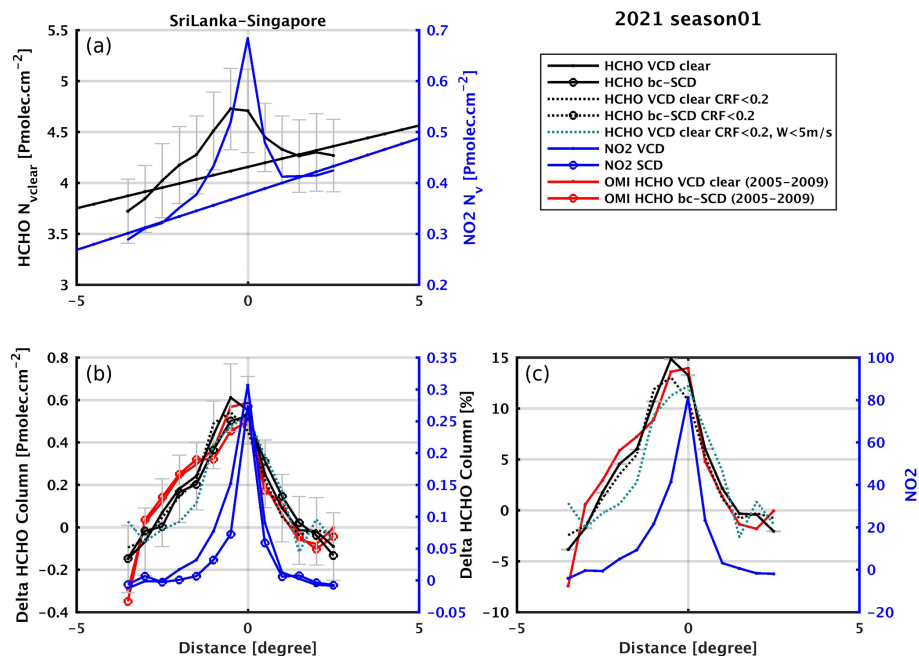 SriLanka-Singapore
2021 season01
(a)
5.5
5
4.5
4
3.5
3
HCHO N_vclear [Pmolec.cm^-2]
0.7
0.6
0.5
0.4
0.3
0.2
NO2 N_v [Pmolec.cm^-2]
-5
0
5
HCHO VCD clear
HCHO bc-SCD
HCHO VCD clear CRF<0.2
HCHO bc-SCD CRF<0.2
HCHO VCD clear CRF<0.2, W<5m/s
NO2 VCD
NO2 SCD
OMI HCHO VCD clear (2005-2009)
OMI HCHO bc-SCD (2005-2009)
(b)
0.8
0.6
0.4
0.2
0
-0.2
-0.4
Delta HCHO Column [Pmolec.cm^-2]
0.35
0.3
0.25
0.2
0.15
0.1
0.05
0
-0.05
-5
0
5
Distance [degree]
(c)
15
10
5
0
-5
-10
Delta HCHO Column [%]
100
80
60
40
20
0
-20
NO2
-5
0
5
Distance [degree]